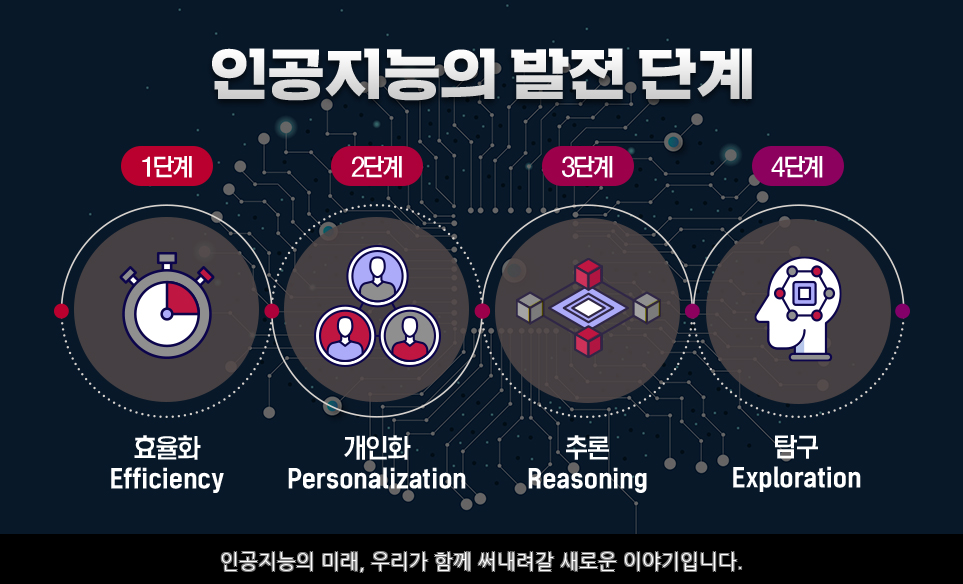 인공지능의 발전 단계
1단계
2단계
3단계
4단계
효율화
Efficiency
개인화
Personalization
추론
Reasoning
탐구
Exploration
인공지능의 미래, 우리가 함께 써내려갈 새로운 이야기입니다.